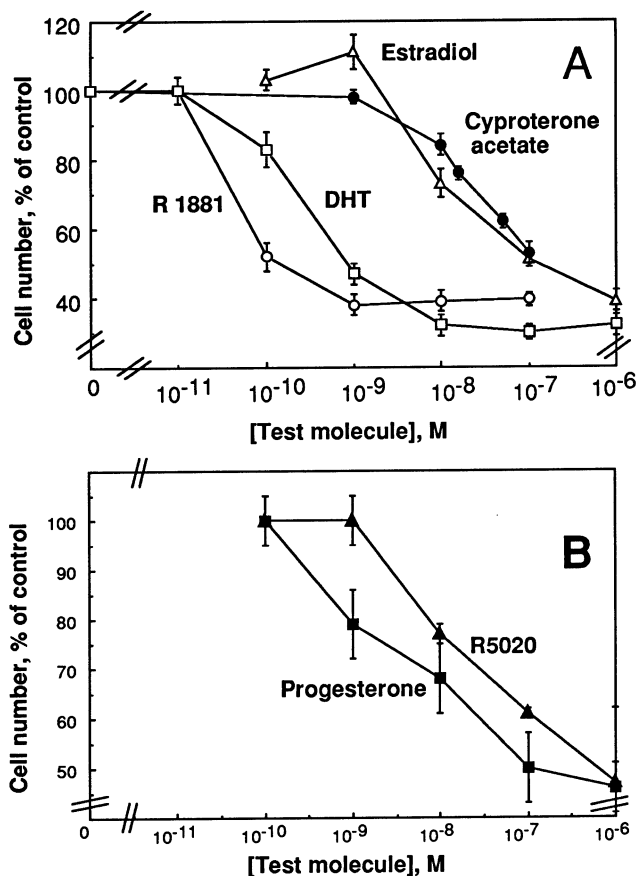 120
100
80
60
40
Cell number, % of control
Estradiol
A
Cyproterone
acetate
R 1881
DHT
0
10-11
10-10
10-9
10-8
10-7
10-6
[Test molecule], M
100
90
80
70
60
50
Cell number, % of control
B
R5020
Progesterone
0
10-11
10-10
10-9
10-8
10-7
10-6
[Test molecule], M